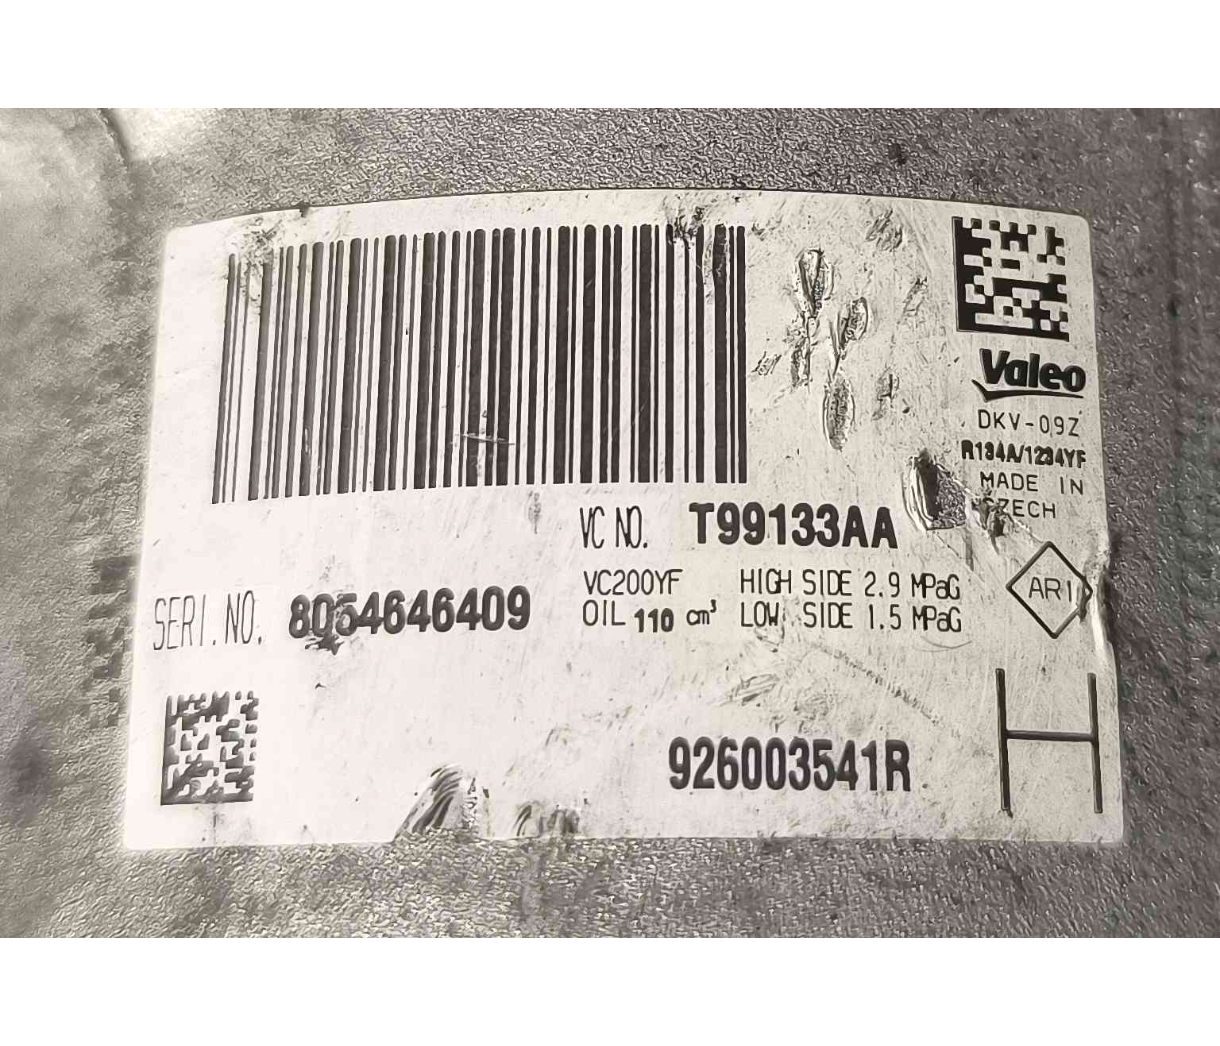 Valeo
DKV-09Z
R134A/1234YF
MADE IN
CZECH
VC NO. T99133AA
SERI.NO. 8054646409
VC200YF HIGH SIDE 2.9 MPaG
OIL 110 cm³ LOW SIDE 1.5 MPaG
AR1
926003541R
H